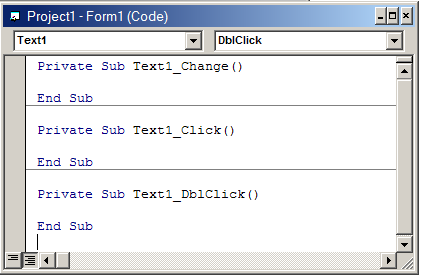 Project1 - Form1 (Code)
Text1
DblClick
Private Sub Text1_Change()
End Sub
Private Sub Text1_Click()
End Sub
Private Sub Text1_DblClick()
End Sub